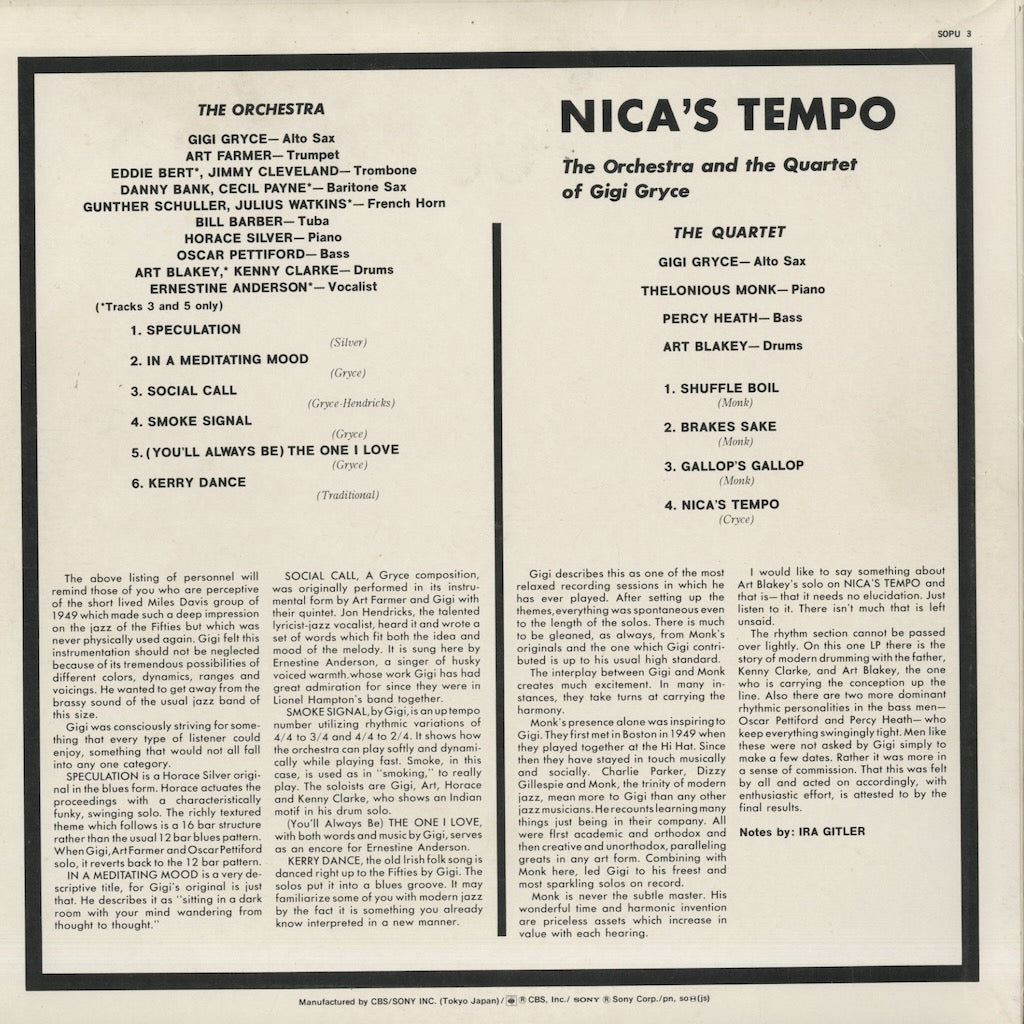 SOPU 3
THE ORCHESTRA
GIGI GRYCE—Alto Sax
ART FARMER—Trumpet
EDDIE BERT*, JIMMY CLEVELAND—Trombone
DANNY BANK, CECIL PAYNE*—Baritone Sax
GUNTHER SCHULLER, JULIUS WATKINS*—French Horn
BILL BARBER—Tuba
HORACE SILVER—Piano
OSCAR PETTIFORD—Bass
ART BLAKEY,* KENNY CLARKE—Drums
ERNESTINE ANDERSON*—Vocalist
(*Tracks 3 and 5 only)
1. SPECULATION
(Silver)
2. IN A MEDITATING MOOD
(Gryce)
3. SOCIAL CALL
(Gryce-Hendricks)
4. SMOKE SIGNAL
(Gryce)
5. (YOU'LL ALWAYS BE) THE ONE I LOVE
(Gryce)
6. KERRY DANCE
(Traditional)
NICA'S TEMPO
The Orchestra and the Quartet
of Gigi Gryce
THE QUARTET
GIGI GRYCE—Alto Sax
THELONIOUS MONK—Piano
PERCY HEATH—Bass
ART BLAKEY—Drums
1. SHUFFLE BOIL
(Monk)
2. BRAKES SAKE
(Monk)
3. GALLOP'S GALLOP
(Monk)
4. NICA'S TEMPO
(Cryce)
The above listing of personnel will
remind those of you who are perceptive
of the short lived Miles Davis group of
1949 which made such a deep impression
on the jazz of the Fifties but which was
never physically used again. Gigi felt this
instrumentation should not be neglected
because of its tremendous possibilities of
different colors, dynamics, ranges and
voicings. He wanted to get away from the
brassy sound of the usual jazz band of
this size.
Gigi was consciously striving for some-
thing that every type of listener could
enjoy, something that would not all fall
into any one category.
SPECULATION is a Horace Silver origi-
nal in the blues form. Horace actuates the
proceedings with a characteristically
funky, swinging solo. The richly textured
theme which follows is a 16 bar structure
rather than the usual 12 bar blues pattern.
When Gigi, Art Farmer and Oscar Pettiford
solo, it reverts back to the 12 bar pattern.
IN A MEDITATING MOOD is a very de-
scriptive title, for Gigi's original is just
that. He describes it as "sitting in a dark
room with your mind wandering from
thought to thought."
SOCIAL CALL, A Gryce composition,
was originally performed in its instru-
mental form by Art Farmer and Gigi with
their quintet. Jon Hendricks, the talented
lyricist-jazz vocalist, heard it and wrote a
set of words which fit both the idea and
mood of the melody. It is sung here by
Ernestine Anderson, a singer of husky
voiced warmth.whose work Gigi has had
great admiration for since they were in
Lionel Hampton's band together.
SMOKE SIGNAL, by Gigi, is an up tempo
number utilizing rhythmic variations of
4/4 to 3/4 and 4/4 to 2/4. It shows how
the orchestra can play softly and dynami-
cally while playing fast. Smoke, in this
case, is used as in "smoking," to really
play. The soloists are Gigi, Art, Horace
and Kenny Clarke, who shows an Indian
motif in his drum solo.
(You'll Always Be) THE ONE I LOVE,
with both words and music by Gigi, serves
as an encore for Ernestine Anderson.
KERRY DANCE, the old Irish folk song is
danced right up to the Fifties by Gigi. The
solos put it into a blues groove. It may
familiarize some of you with modern jazz
by the fact it is something you already
know interpreted in a new manner.
Gigi describes this as one of the most
relaxed recording sessions in which he
has ever played. After setting up the
themes, everything was spontaneous even
to the length of the solos. There is much
to be gleaned, as always, from Monk's
originals and the one which Gigi contri-
buted is up to his usual high standard.
The interplay between Gigi and Monk
creates much excitement. In many in-
stances, they take turns at carrying the
harmony.
Monk's presence alone was inspiring to
Gigi. They first met in Boston in 1949 when
they played together at the Hi Hat. Since
then they have stayed in touch musically
and socially. Charlie Parker, Dizzy
Gillespie and Monk, the trinity of modern
jazz, mean more to Gigi than any other
jazz musicians. He recounts learning many
things just being in their company. All
were first academic and orthodox and
then creative and unorthodox, paralleling
greats in any art form. Combining with
Monk here, led Gigi to his freest and
most sparkling solos on record.
Monk is never the subtle master. His
wonderful time and harmonic invention
are priceless assets which increase in
value with each hearing.
I would like to say something about
Art Blakey's solo on NICA'S TEMPO and
that is—that it needs no elucidation. Just
listen to it. There isn't much that is left
unsaid.
The rhythm section cannot be passed
over lightly. On this one LP there is the
story of modern drumming with the father,
Kenny Clarke, and Art Blakey, the one
who is carrying the conception up the
line. Also there are two more dominant
rhythmic personalities in the bass men—
Oscar Pettiford and Percy Heath—who
keep everything swingingly tight. Men like
these were not asked by Gigi simply to
make a few dates. Rather it was more in
a sense of commission. That this was felt
by all and acted on accordingly, with
enthusiastic effort, is attested to by the
final results.
Notes by: IRA GITLER
Manufactured by CBS/SONY INC. (Tokyo Japan)/ ® CBS, Inc./ SONY ® Sony Corp./pn, (js)